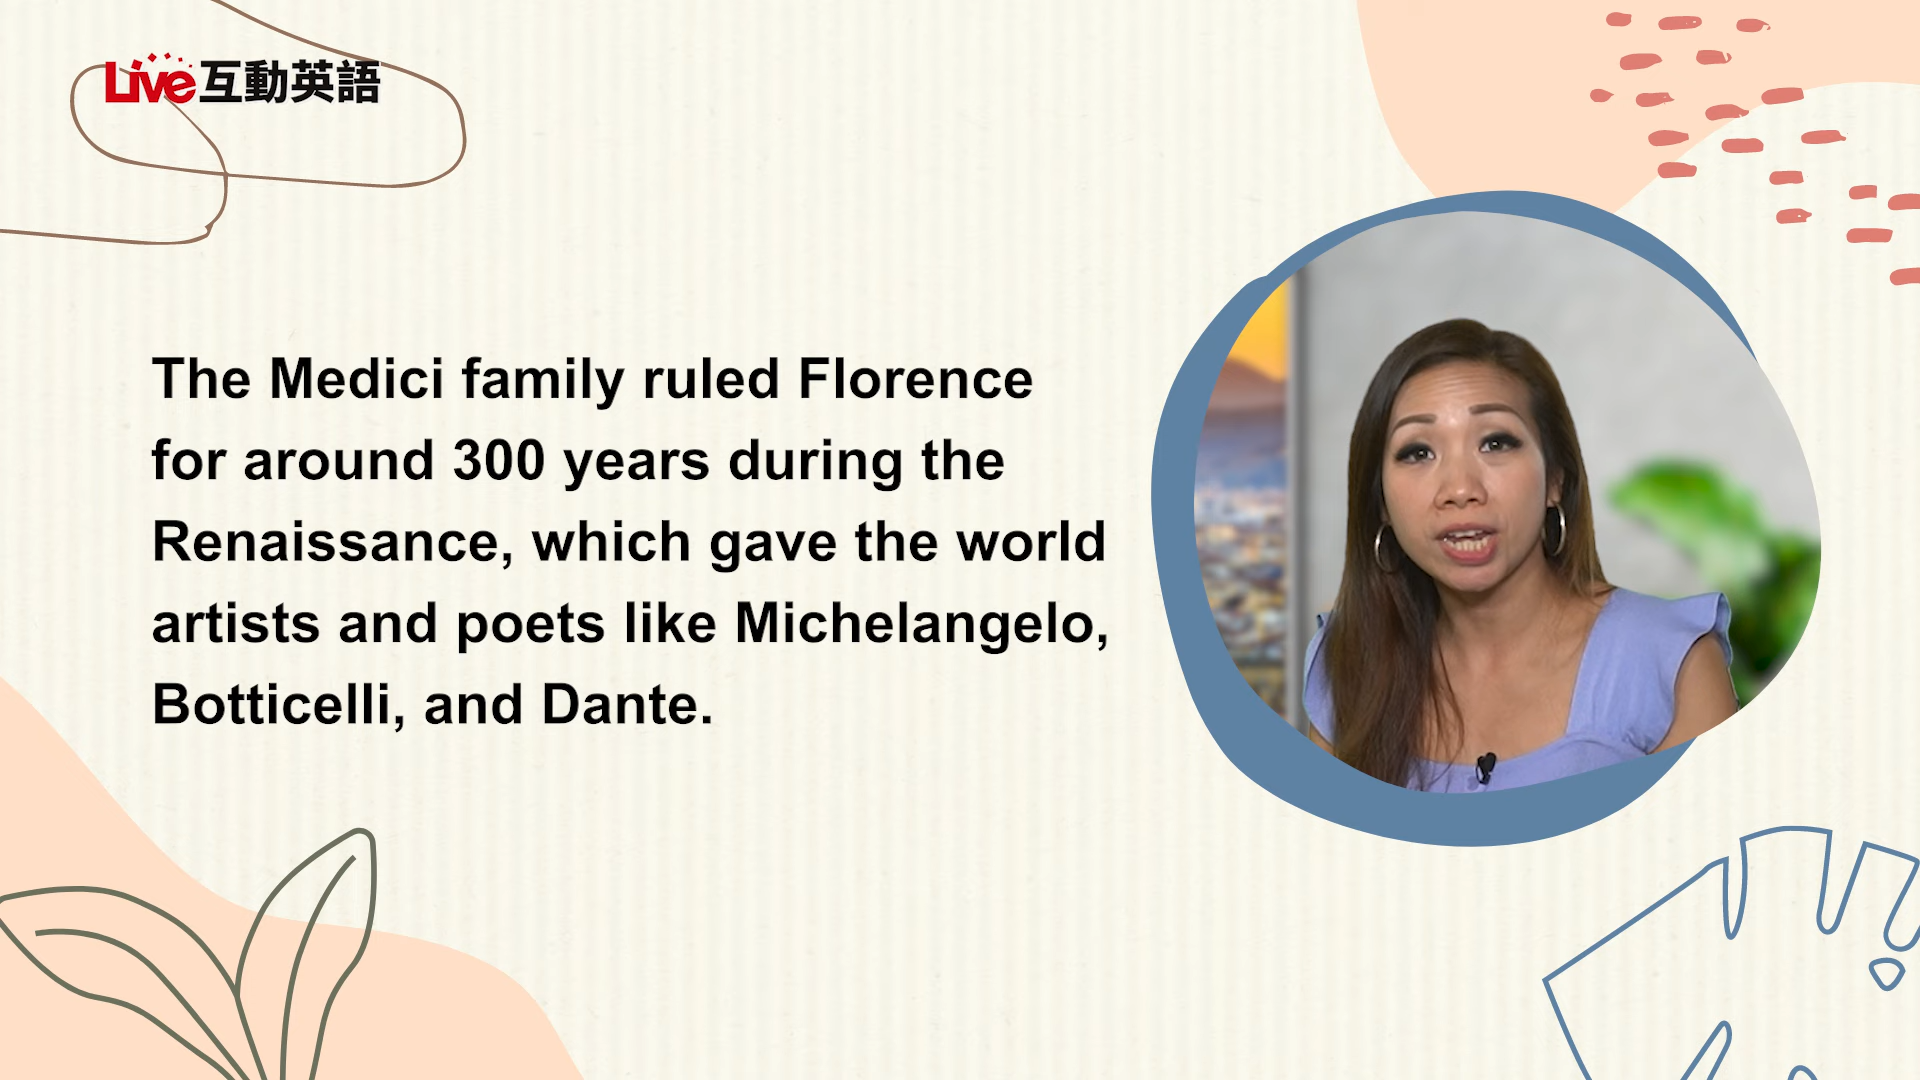 Live互動英語
The Medici family ruled Florence
for around 300 years during the
Renaissance, which gave the world
artists and poets like Michelangelo,
Botticelli, and Dante.